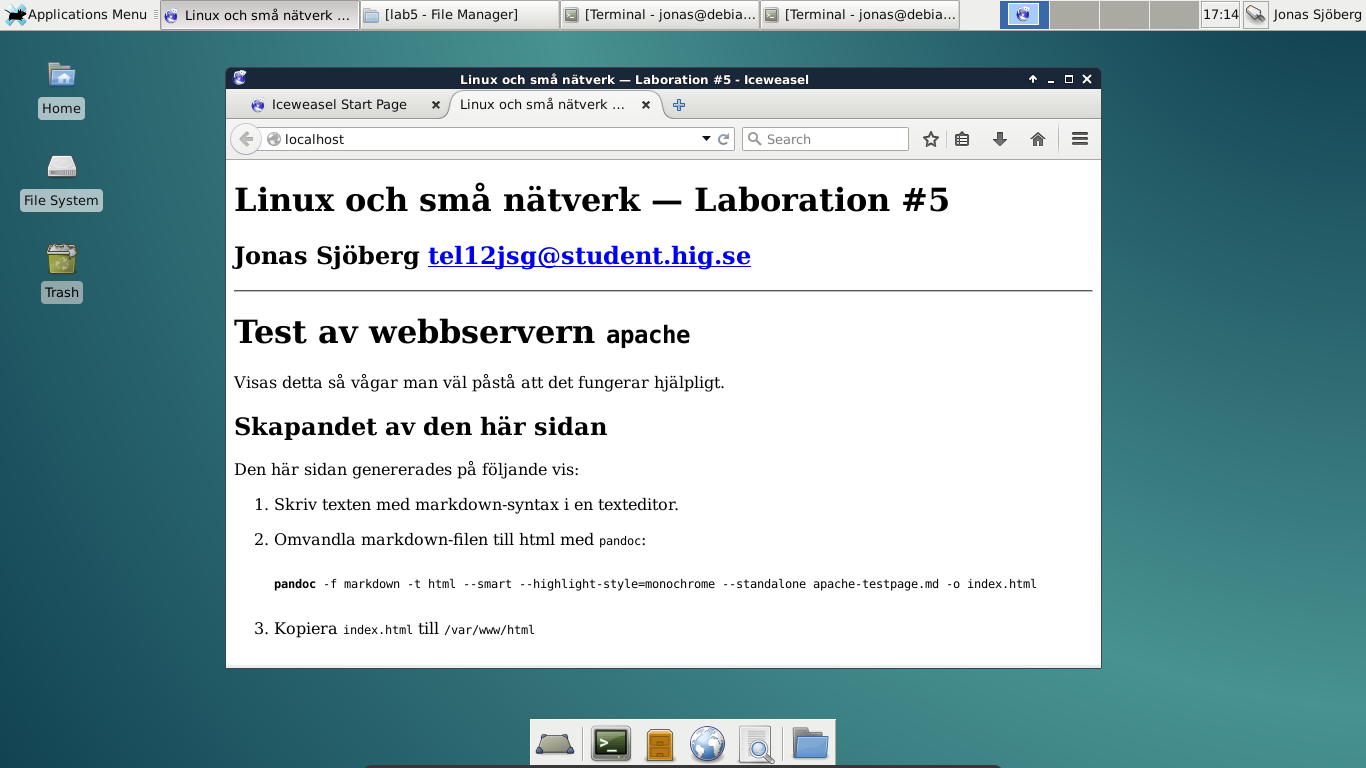 Applications Menu
Linux och små nätverk ...
[lab5 - File Manager]
[Terminal - jonas@debia...
[Terminal - jonas@debia...
17:14
Jonas Sjöberg
Home
File System
Trash
Linux och små nätverk — Laboration #5 - Iceweasel
Iceweasel Start Page
Linux och små nätverk ...
localhost
Search
Linux och små nätverk — Laboration #5
Jonas Sjöberg tel12jsg@student.hig.se
Test av webbservern apache
Visas detta så vågar man väl påstå att det fungerar hjälpligt.
Skapandet av den här sidan
Den här sidan genererades på följande vis:
1. Skriv texten med markdown-syntax i en texteditor.
2. Omvandla markdown-filen till html med pandoc:
pandoc -f markdown -t html --smart --highlight-style=monochrome --standalone apache-testpage.md -o index.html
3. Kopiera index.html till /var/www/html